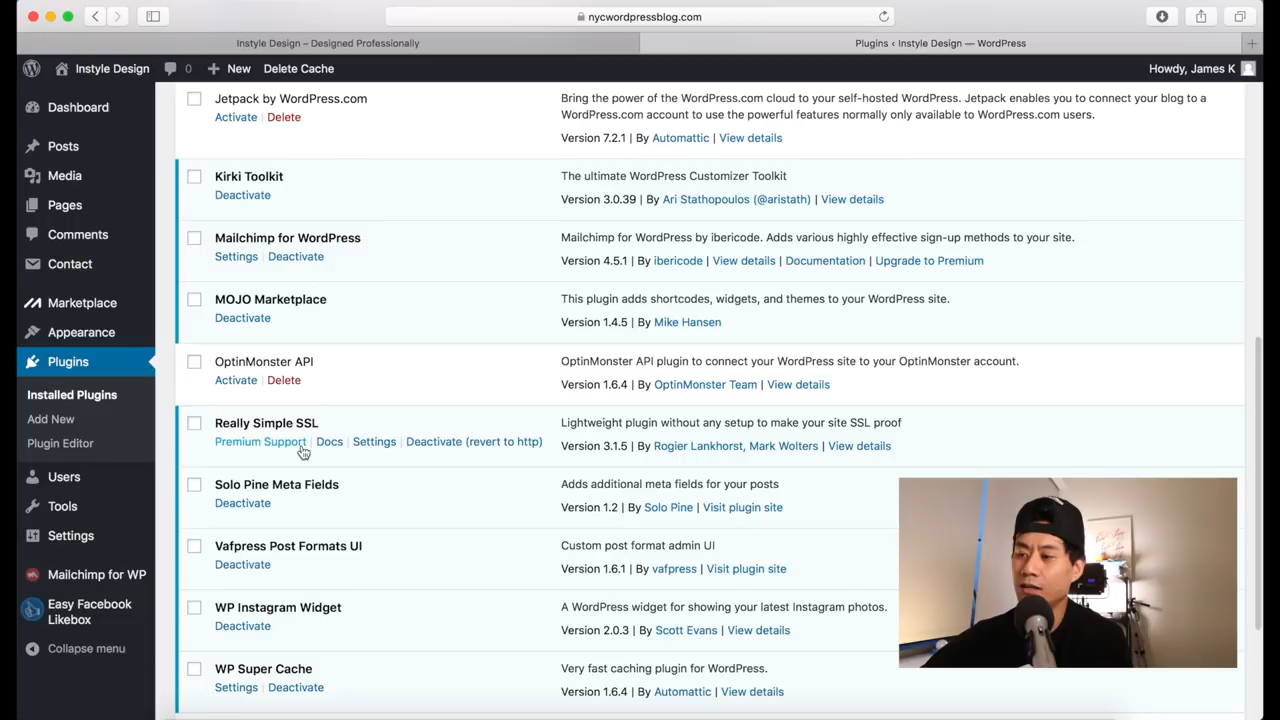 nycwordpressblog.com
Instyle Design – Designed Professionally
Plugins ‹ Instyle Design — WordPress
Instyle Design
0
New
Delete Cache
Howdy, James K
Dashboard
Posts
Media
Pages
Comments
Contact
Marketplace
Appearance
Plugins
Installed Plugins
Add New
Plugin Editor
Users
Tools
Settings
Mailchimp for WP
Easy Facebook
Likebox
Collapse menu
Jetpack by WordPress.com
Activate | Delete
Bring the power of the WordPress.com cloud to your self-hosted WordPress. Jetpack enables you to connect your blog to a
WordPress.com account to use the powerful features normally only available to WordPress.com users.
Version 7.2.1 | By Automattic | View details
Kirki Toolkit
Deactivate
The ultimate WordPress Customizer Toolkit
Version 3.0.39 | By Ari Stathopoulos (@aristath) | View details
Mailchimp for WordPress
Settings | Deactivate
Mailchimp for WordPress by ibericode. Adds various highly effective sign-up methods to your site.
Version 4.5.1 | By ibericode | View details | Documentation | Upgrade to Premium
MOJO Marketplace
Deactivate
This plugin adds shortcodes, widgets, and themes to your WordPress site.
Version 1.4.5 | By Mike Hansen
OptinMonster API
Activate | Delete
OptinMonster API plugin to connect your WordPress site to your OptinMonster account.
Version 1.6.4 | By OptinMonster Team | View details
Really Simple SSL
Premium Support | Docs | Settings | Deactivate (revert to http)
Lightweight plugin without any setup to make your site SSL proof
Version 3.1.5 | By Rogier Lankhorst, Mark Wolters | View details
Solo Pine Meta Fields
Deactivate
Adds additional meta fields for your posts
Version 1.2 | By Solo Pine | Visit plugin site
Vafpress Post Formats UI
Deactivate
Custom post format admin UI
Version 1.6.1 | By vafpress | Visit plugin site
WP Instagram Widget
Deactivate
A WordPress widget for showing your latest Instagram photos.
Version 2.0.3 | By Scott Evans | View details
WP Super Cache
Settings | Deactivate
Very fast caching plugin for WordPress.
Version 1.6.4 | By Automattic | View details